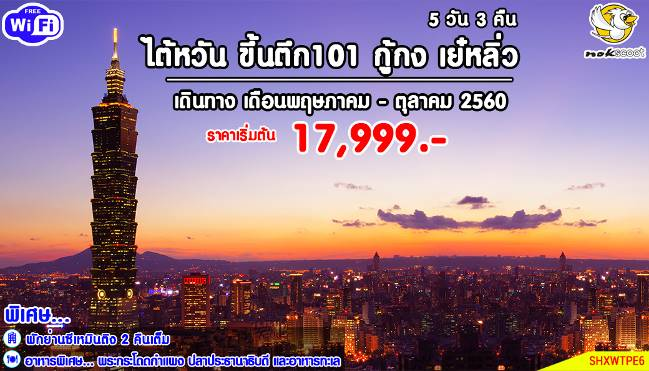 FREE
WiFi
5 วัน 3 คืน
nokscoot
ไต้หวัน ขึ้นตึก101 กู้กง เย๋หลิ่ว
เดินทาง เดือนพฤษภาคม - ตุลาคม 2560
ราคาเริ่มต้น 17,999.-
พิเศษ...
พักย่านซีเหมินติง 2 คืนเต็ม
อาหารพิเศษ... พระกระโดดกำแพง ปลาประธานาธิบดี และอาหารทะเล
SHXWTPE6